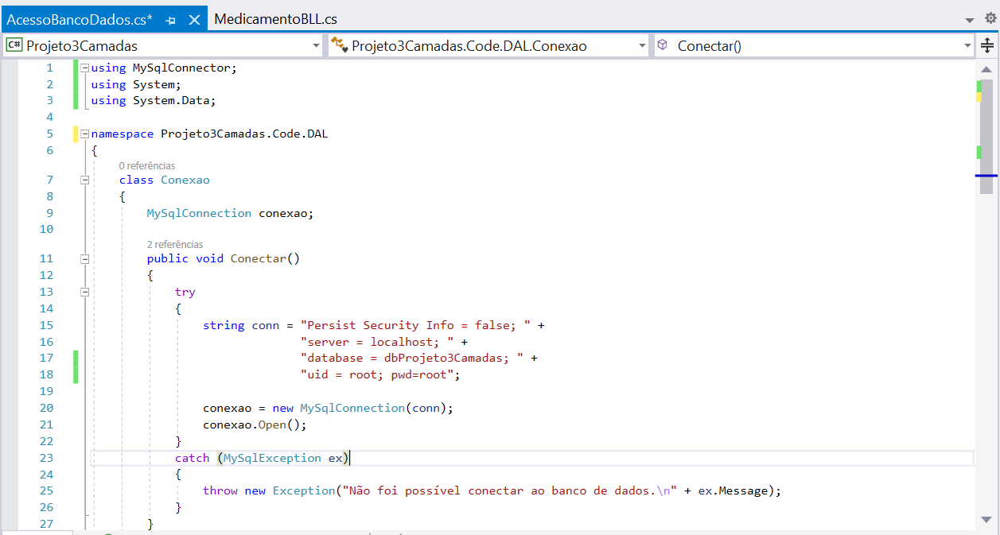 AcessoBancoDados.cs* MedicamentoBLL.cs
C# Projeto3Camadas Projeto3Camadas.Code.DAL.Conexao Conectar()
1 using MySqlConnector;
2 using System;
3 using System.Data;
4
5 namespace Projeto3Camadas.Code.DAL
6 {
0 referências
7 class Conexao
8 {
9 MySqlConnection conexao;
10
2 referências
11 public void Conectar()
12 {
13 try
14 {
15 string conn = "Persist Security Info = false; " +
16 "server = localhost; " +
17 "database = dbProjeto3Camadas; " +
18 "uid = root; pwd=root";
19
20 conexao = new MySqlConnection(conn);
21 conexao.Open();
22 }
23 catch (MySqlException ex)
24 {
25 throw new Exception("Não foi possível conectar ao banco de dados.\n" + ex.Message);
26 }
27 }